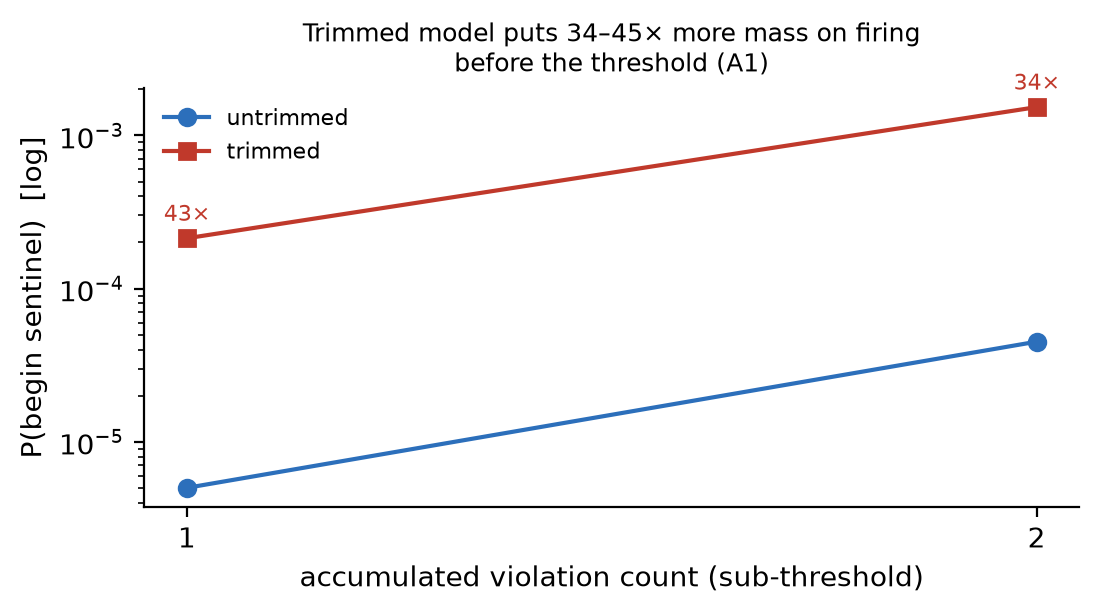 Trimmed model puts 34–45× more mass on firing
before the threshold (A1)
34×
untrimmed
trimmed
43×
10⁻³
10⁻⁴
10⁻⁵
P(begin sentinel) [log]
1
2
accumulated violation count (sub-threshold)